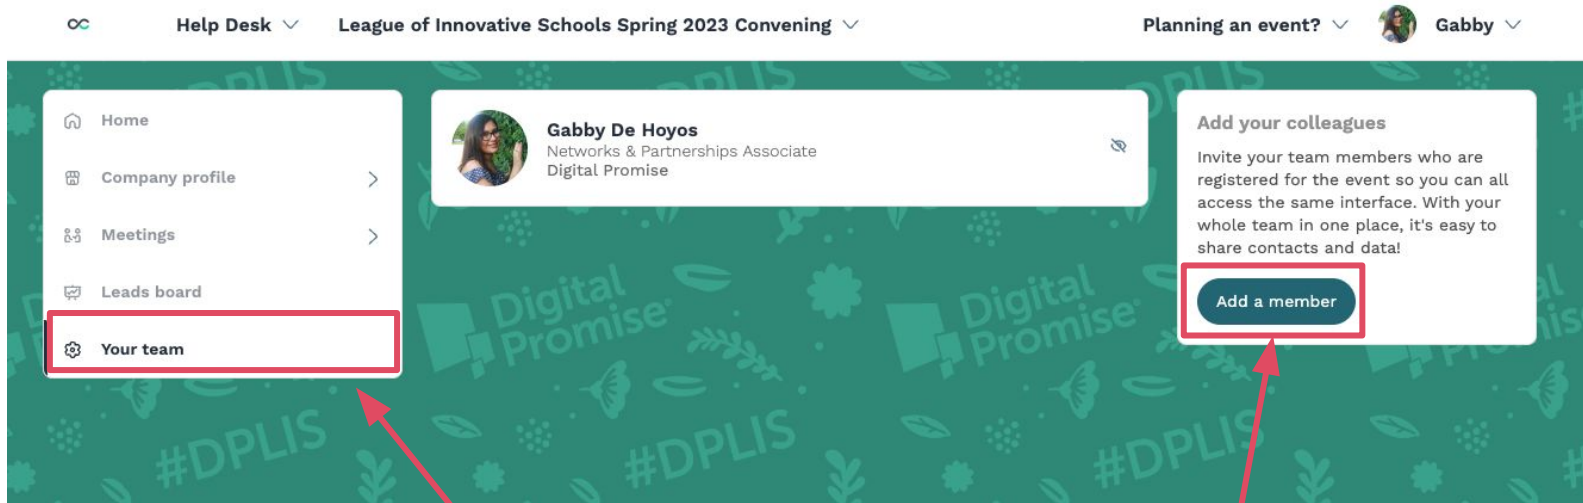 Help Desk
League of Innovative Schools Spring 2023 Convening
Planning an event?
Gabby
Home
Company profile
Meetings
Leads board
Your team
Gabby De Hoyos
Networks & Partnerships Associate
Digital Promise
Add your colleagues
Invite your team members who are
registered for the event so you can all
access the same interface. With your
whole team in one place, it's easy to
share contacts and data!
Add a member
DPLIS
DPLIS
DPLIS
Digital
Promise
Digital
Promise
#DPLIS
#DPLIS
#DPLIS